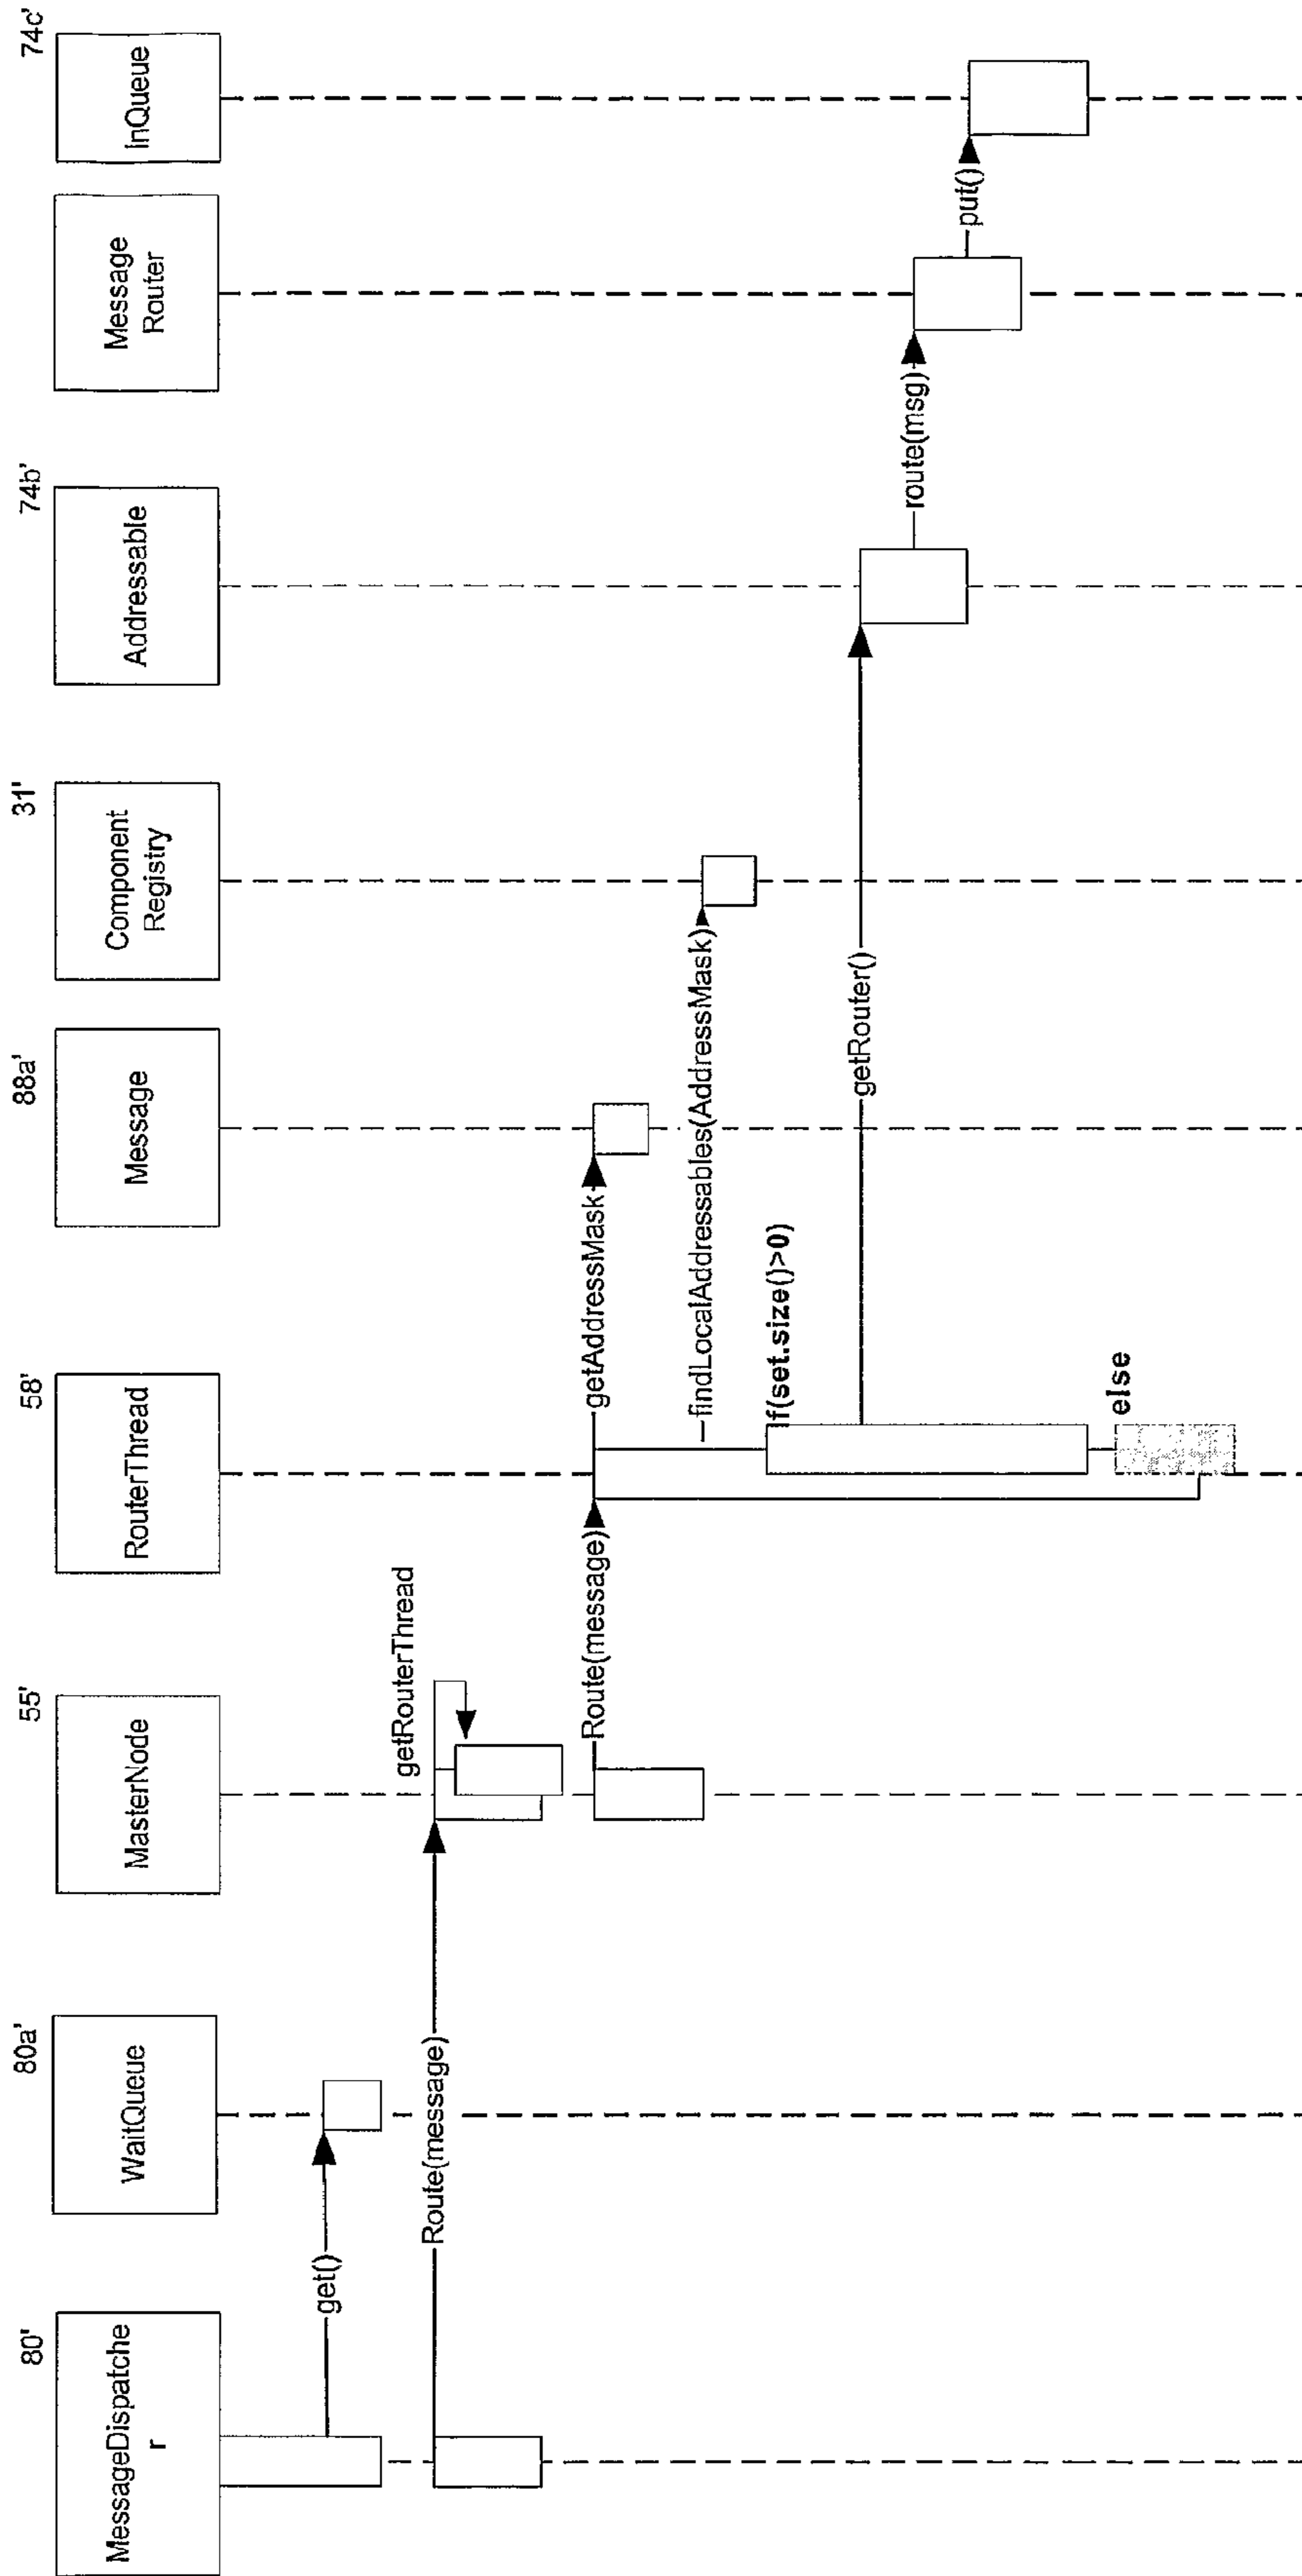 80'
80a'
55'
58'
88a'
31'
74b'
74c'
MessageDispatche
r
WaitQueue
MasterNode
RouterThread
Message
Component
Registry
Addressable
Message
Router
InQueue
get()
getRouterThread
Route(message)
Route(message)
getAddressMask
findLocalAddressables(AddressMask)
If(set.size()>0)
getRouter()
route(msg)
put()
else